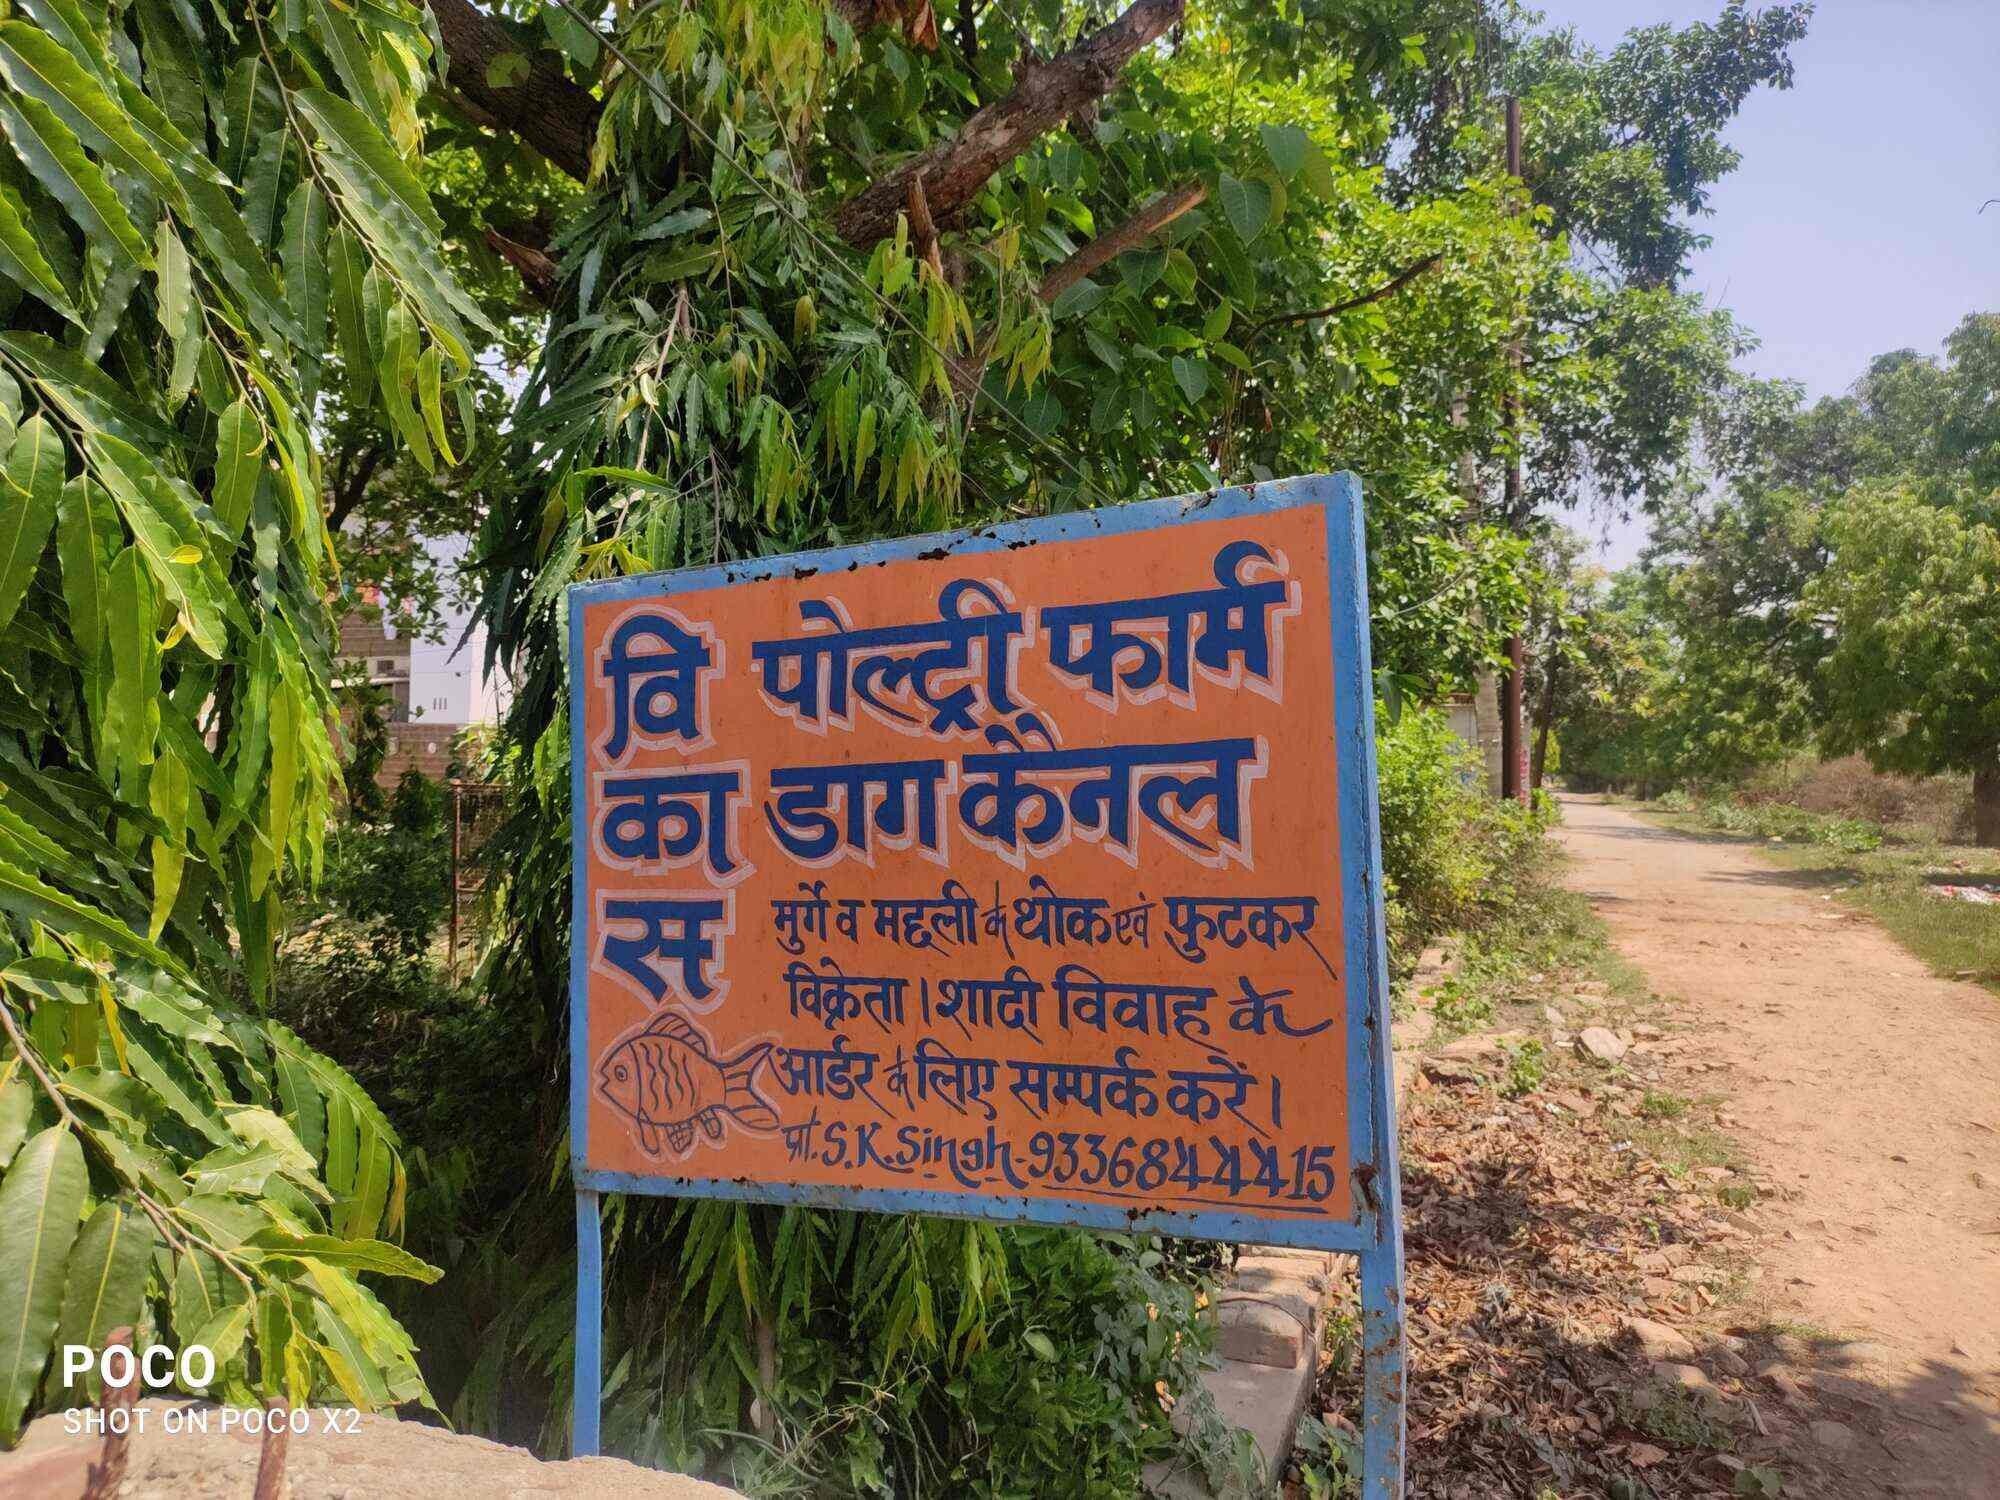 विकास
पौल्ट्री फार्म
डाग कैनल
मुर्गे व मछली के थोक एवं फुटकर
विक्रेता। शादी विवाह के
आर्डर के लिए सम्पर्क करें।
प्रो. S.K. Singh-9336844415
POCO
SHOT ON POCO X2